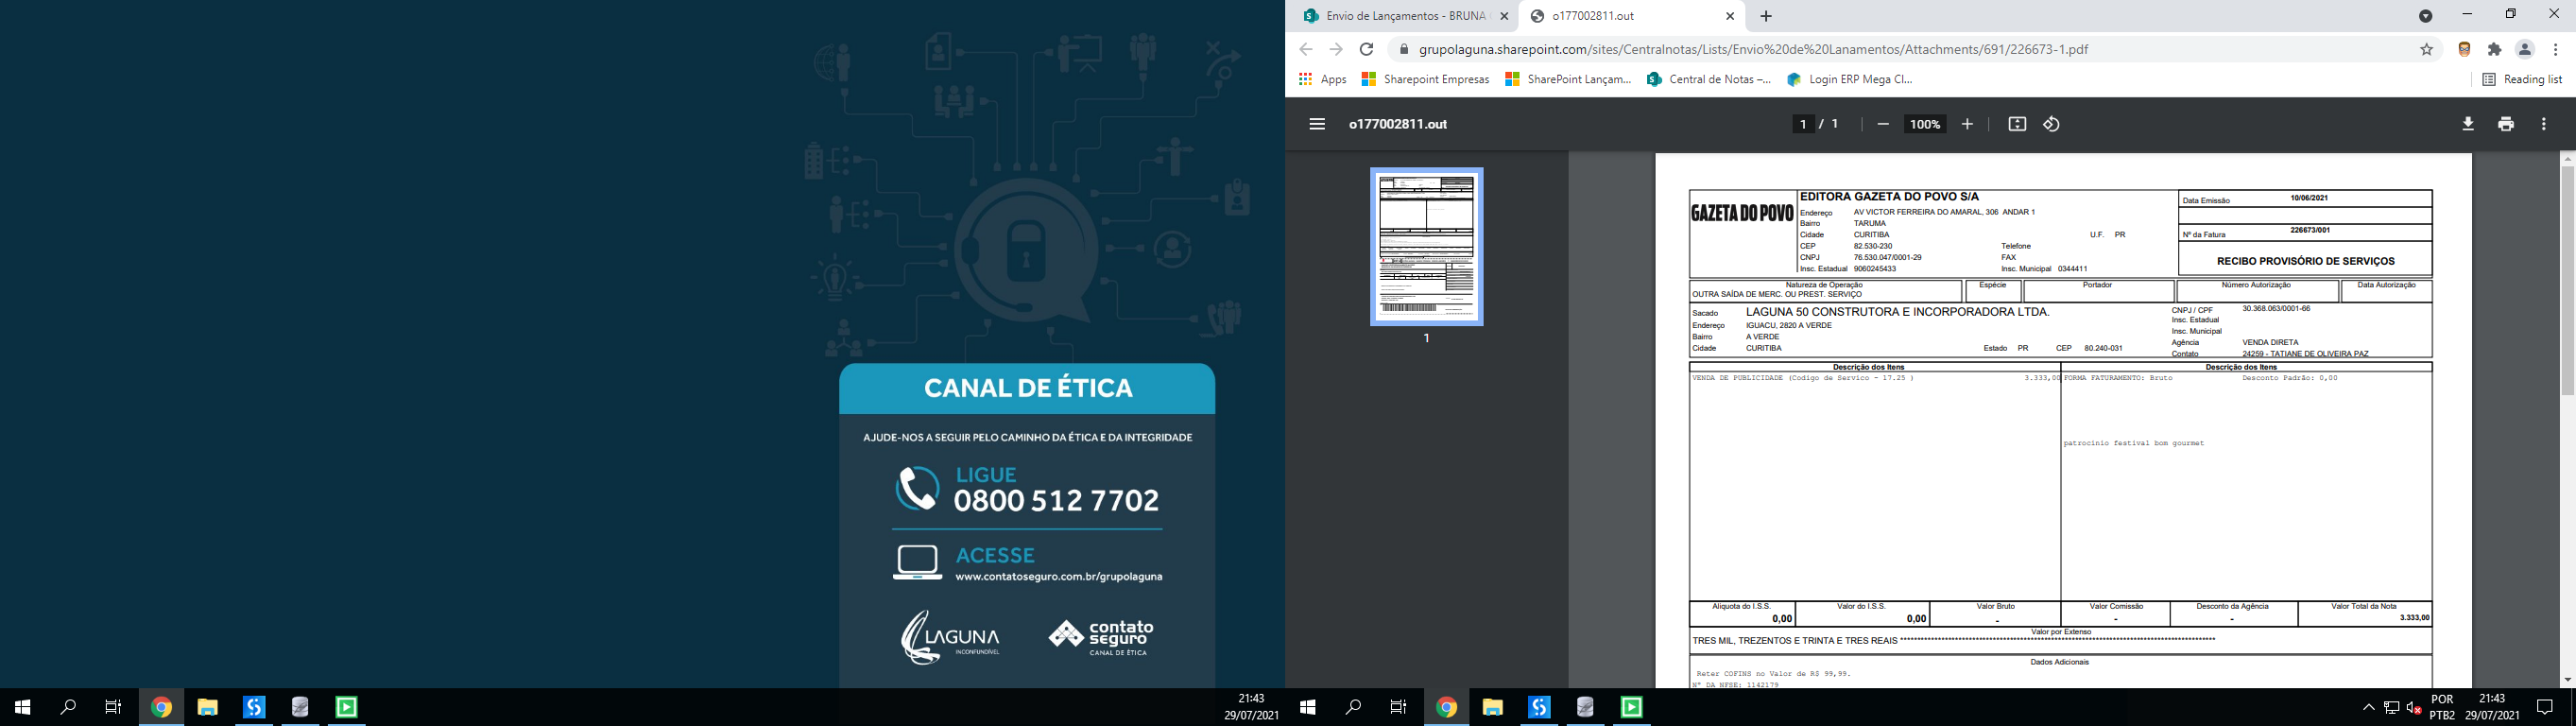 CANAL DE ÉTICA
AJUDE-NOS A SEGUIR PELO CAMINHO DA ÉTICA E DA INTEGRIDADE
LIGUE
0800 512 7702
ACESSE
www.contatoseguro.com.br/grupolaguna
LAGUNA
INCONFUNDÍVEL
contato seguro
CANAL DE ÉTICA
21:43
29/07/2021
Envio de Lançamentos - BRUNA
o177002811.out
grupolaguna.sharepoint.com/sites/Centralnotas/Lists/Envio%20de%20Lanamentos/Attachments/691/226673-1.pdf
Apps Sharepoint Empresas SharePoint Lançam... Central de Notas –... Login ERP Mega Cl... Reading list
o177002811.out 1 / 1 100%
1
GAZETA DO POVO
EDITORA GAZETA DO POVO S/A
Endereço AV VICTOR FERREIRA DO AMARAL, 306 ANDAR 1
Bairro TARUMA
Cidade CURITIBA U.F. PR
CEP 82.530-230 Telefone
CNPJ 76.530.047/0001-29 FAX
Insc. Estadual 9060245433 Insc. Municipal 0344411
Data Emissão 10/06/2021
Nº da Fatura 226673/001
RECIBO PROVISÓRIO DE SERVIÇOS
Natureza de Operação Espécie Portador Número Autorização Data Autorização
OUTRA SAÍDA DE MERC. OU PREST. SERVIÇO
Sacado LAGUNA 50 CONSTRUTORA E INCORPORADORA LTDA. CNPJ / CPF 30.368.063/0001-66
Endereço IGUACU, 2820 A VERDE Insc. Estadual
Bairro A VERDE Insc. Municipal
Cidade CURITIBA Estado PR CEP 80.240-031
Agência VENDA DIRETA
Contato 24259 - TATIANE DE OLIVEIRA PAZ
Descrição dos Itens Descrição dos Itens
VENDA DE PUBLICIDADE (Codigo de Servico - 17.25 ) 3.333,00 FORMA FATURAMENTO: Bruto Desconto Padrão: 0,00
patrocinio festival bom gourmet
Alíquota do I.S.S. Valor do I.S.S. Valor Bruto Valor Comissão Desconto da Agência Valor Total da Nota
0,00 0,00 - - - 3.333,00
Valor por Extenso
TRES MIL, TREZENTOS E TRINTA E TRES REAIS
Dados Adicionais
Reter COFINS no Valor de R$ 99,99.
Nº DA NFSE: 1142179
POR
PTB2
21:43
29/07/2021